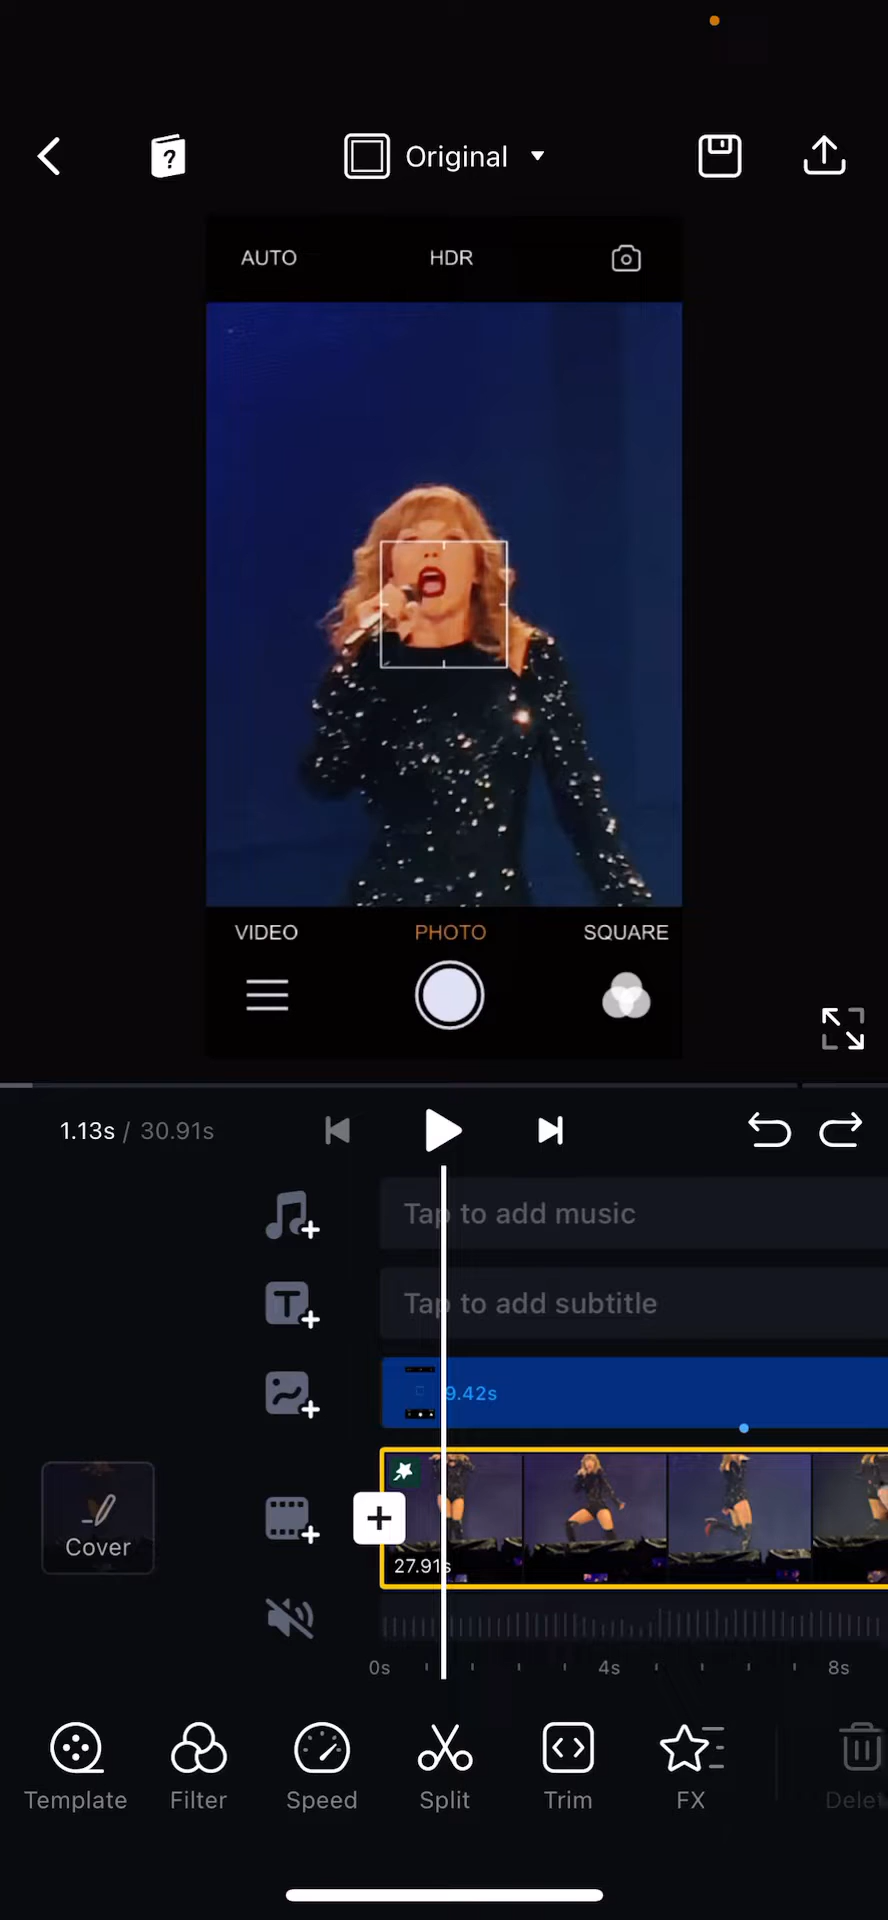 ?
Original
AUTO HDR
VIDEO PHOTO SQUARE
1.13s / 30.91s
Tap to add music
T
Tap to add subtitle
9.42s
Cover
27.91s
0s 4s 8s
Template Filter Speed Split Trim FX Delet